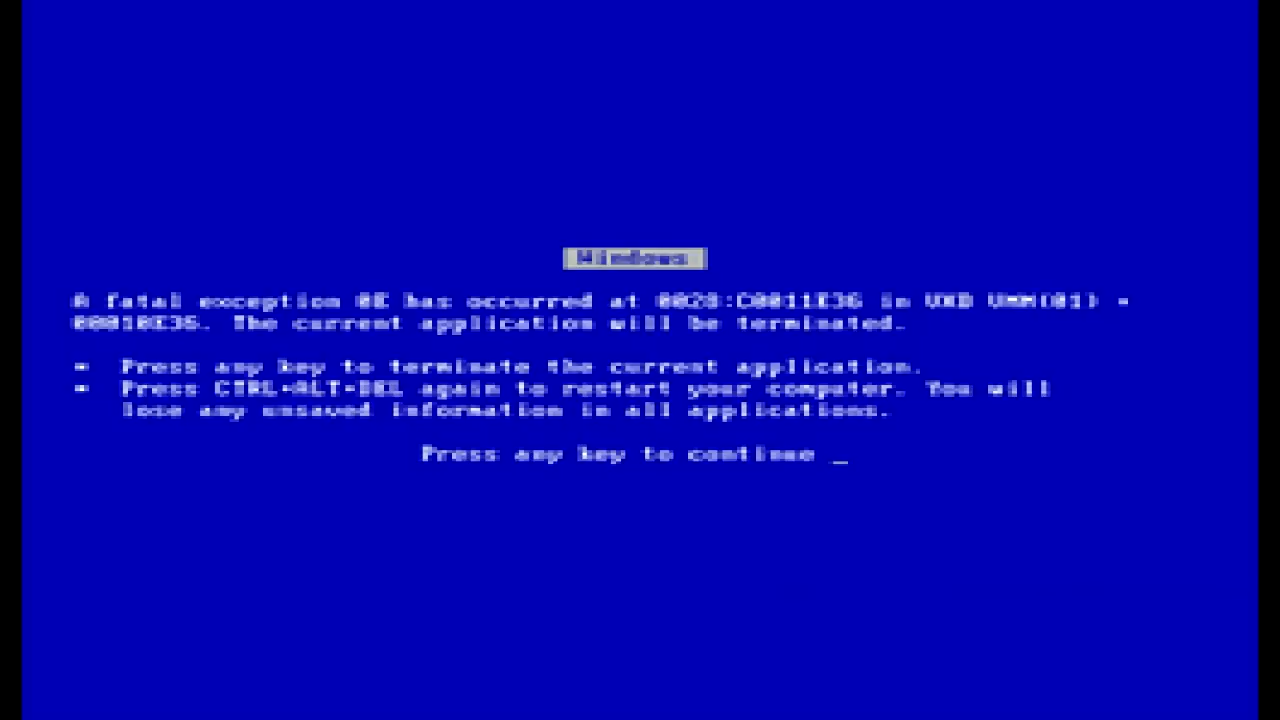 Windows
A fatal exception 0E has occurred at 0028:C0011E36 in VXD VMM(01) +
00010E36. The current application will be terminated.
* Press any key to terminate the current application.
* Press CTRL+ALT+DEL again to restart your computer. You will
lose any unsaved information in all applications.
Press any key to continue _